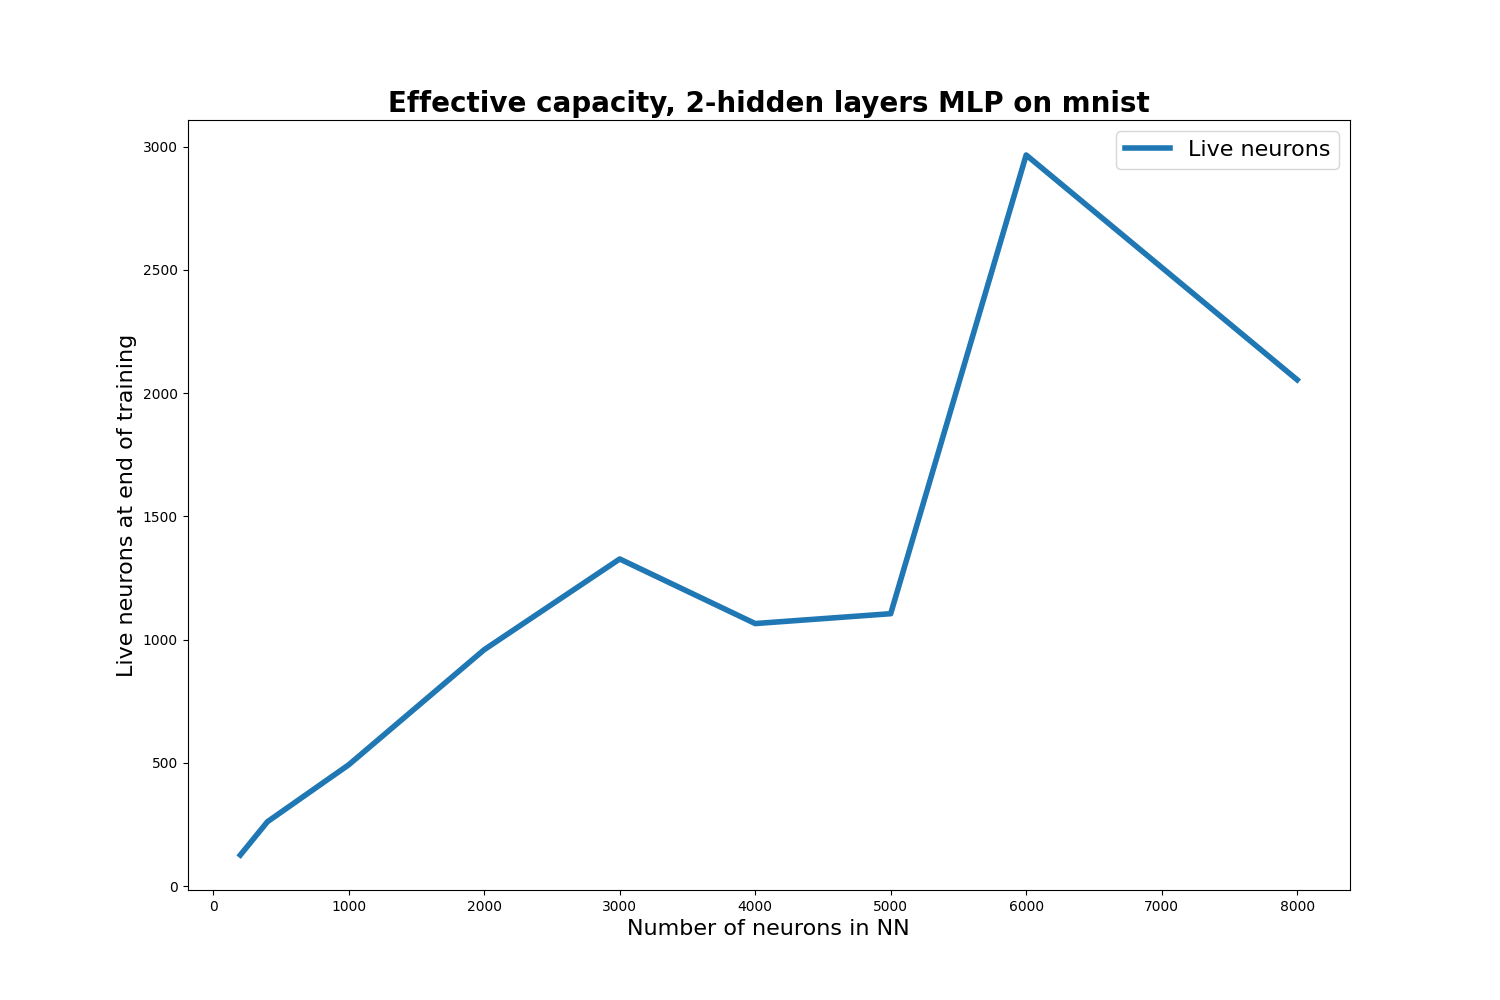 Effective capacity, 2-hidden layers MLP on mnist
Live neurons
3000
2500
2000
1500
1000
500
0
Live neurons at end of training
0 1000 2000 3000 4000 5000 6000 7000 8000
Number of neurons in NN